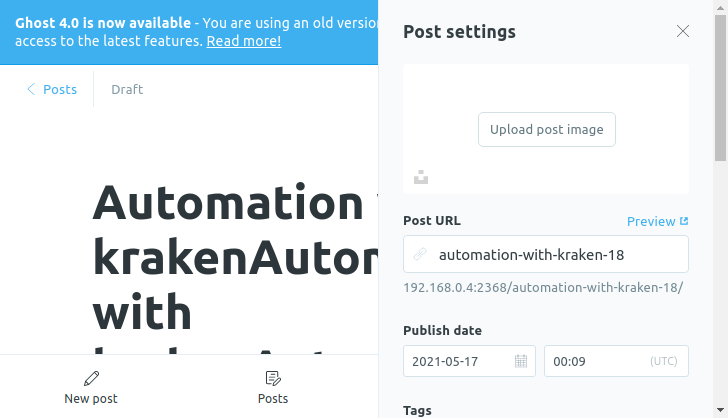 Ghost 4.0 is now available - You are using an old version
access to the latest features. Read more!
Posts
Draft
Automation
krakenAuton
with
New post
Posts
Post settings
Upload post image
Post URL
Preview
automation-with-kraken-18
192.168.0.4:2368/automation-with-kraken-18/
Publish date
2021-05-17
00:09
(UTC)
Tags